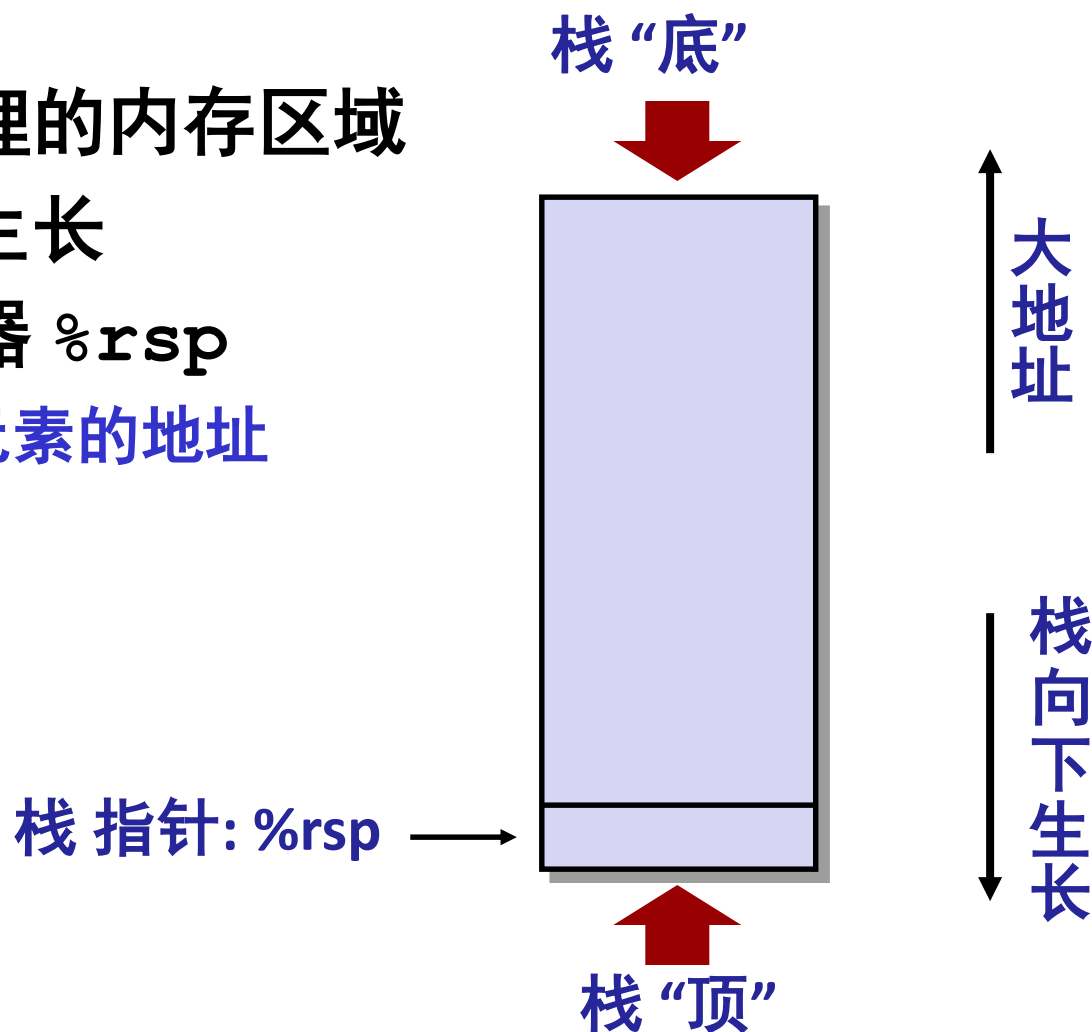 栈 “底”
理的内存区域
生长
器 %rsp
元素的地址
大地址
栈向下生长
栈 指针: %rsp
栈 “顶”